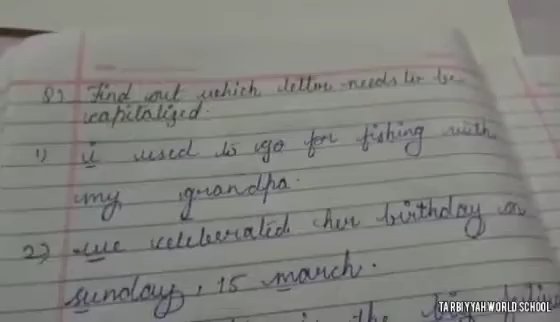 Q) Find out which letter needs to be
capitalized.
1) i used to go for fishing with
my grandpa.
2) we celebrated her birthday on
sunday, 15 march.
the
TARBIYYAH WORLD SCHOOL